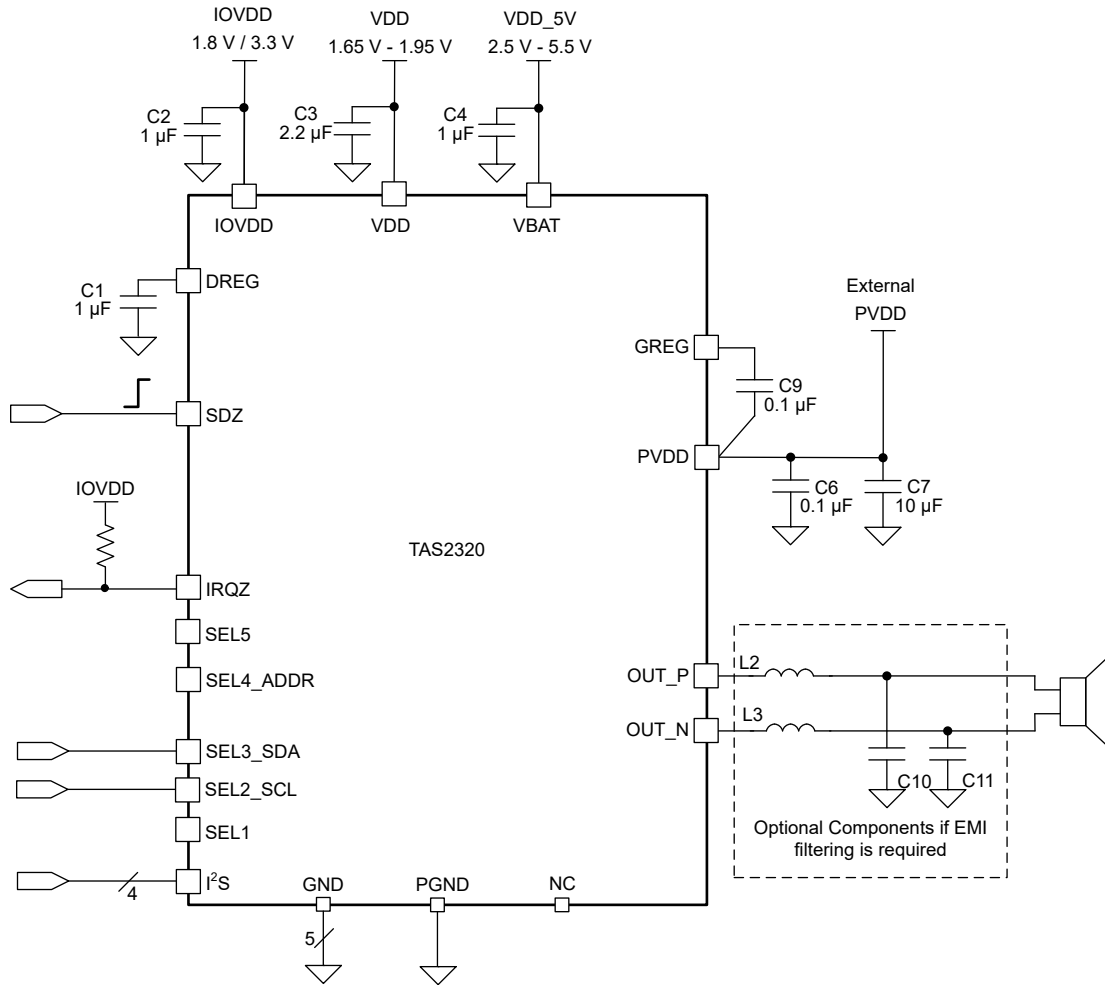 IOVDD
1.8 V / 3.3 V
VDD
1.65 V - 1.95 V
VDD_5V
2.5 V - 5.5 V
C2
1 µF
C3
2.2 µF
C4
1 µF
IOVDD
VDD
VBAT
C1
1 µF
DREG
External
PVDD
GREG
C9
0.1 µF
SDZ
PVDD
C6
0.1 µF
C7
10 µF
IOVDD
TAS2320
IRQZ
SEL5
SEL4_ADDR
OUT_P
L2
OUT_N
L3
SEL3_SDA
SEL2_SCL
C10
C11
SEL1
Optional Components if EMI
filtering is required
I²S
4
GND
PGND
NC
5